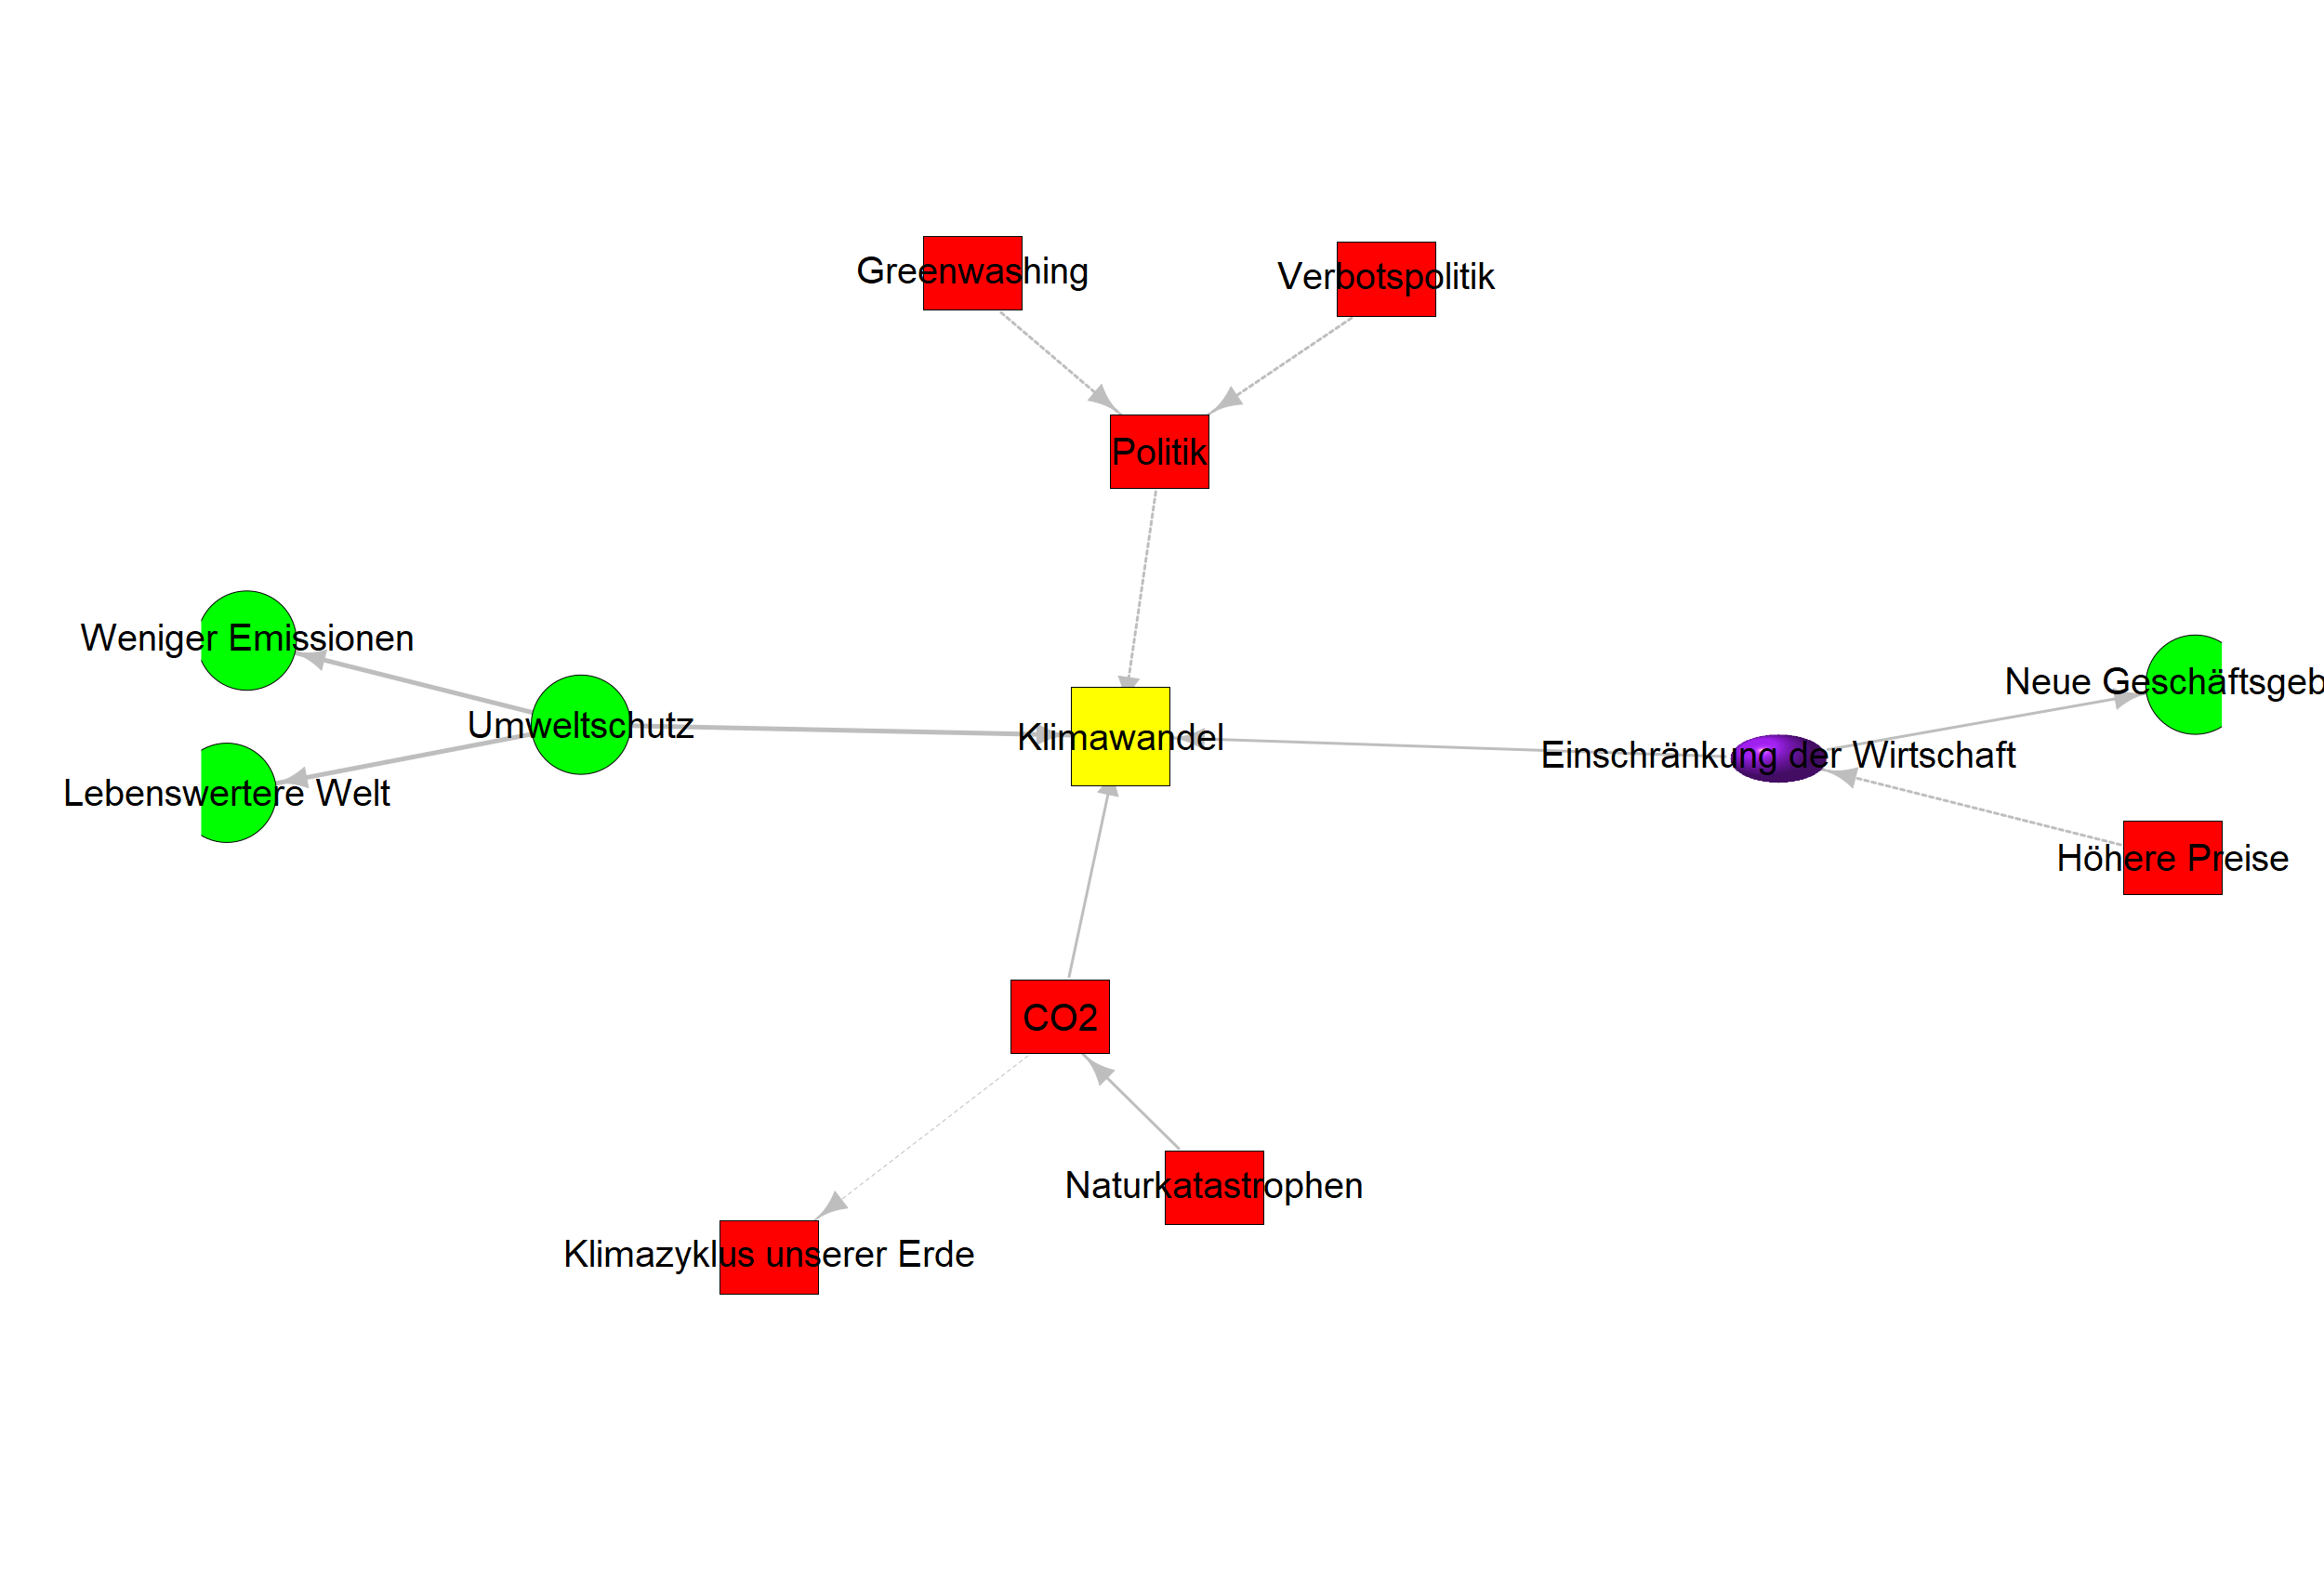 Greenwashing
Verbotspolitik
Politik
Weniger Emissionen
Neue Geschäftsgeb
Umweltschutz
Klimawandel
Einschränkung der Wirtschaft
Lebenswertere Welt
Höhere Preise
CO2
Naturkatastrophen
Klimazyklus unserer Erde